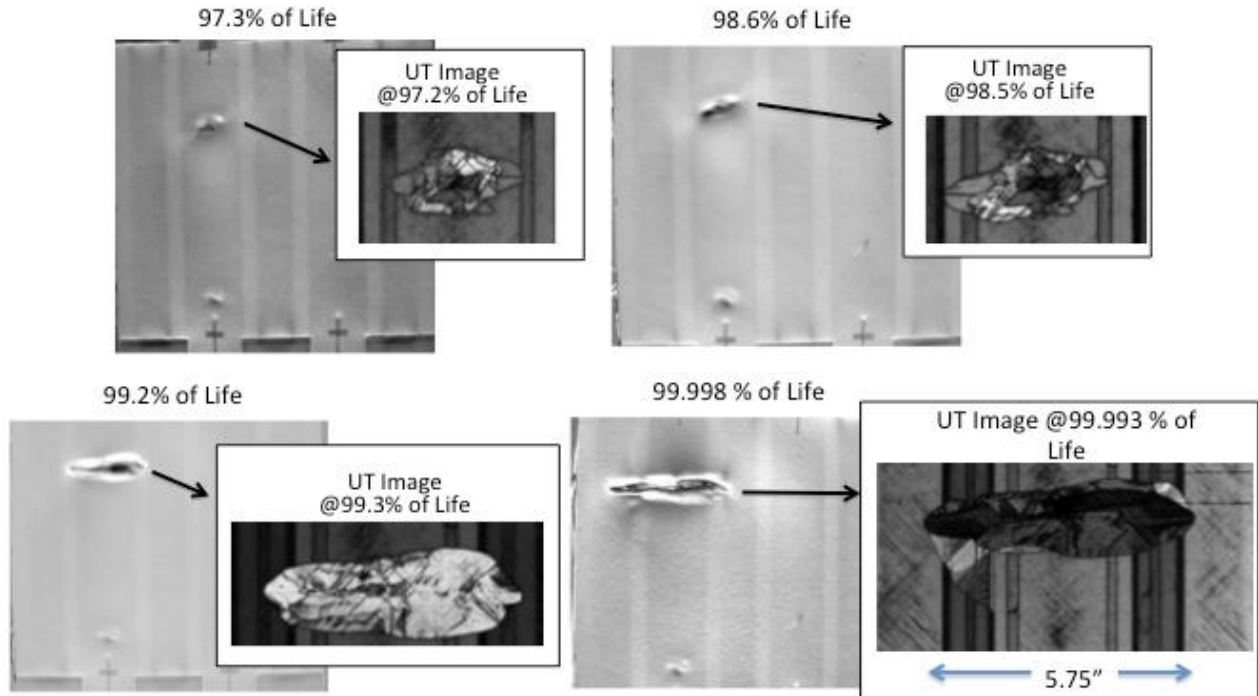 97.3% of Life
98.6% of Life
UT Image
@97.2% of Life
UT Image
@98.5% of Life
99.2% of Life
99.998 % of Life
UT Image
@99.3% of Life
UT Image @99.993 % of
Life
5.75”